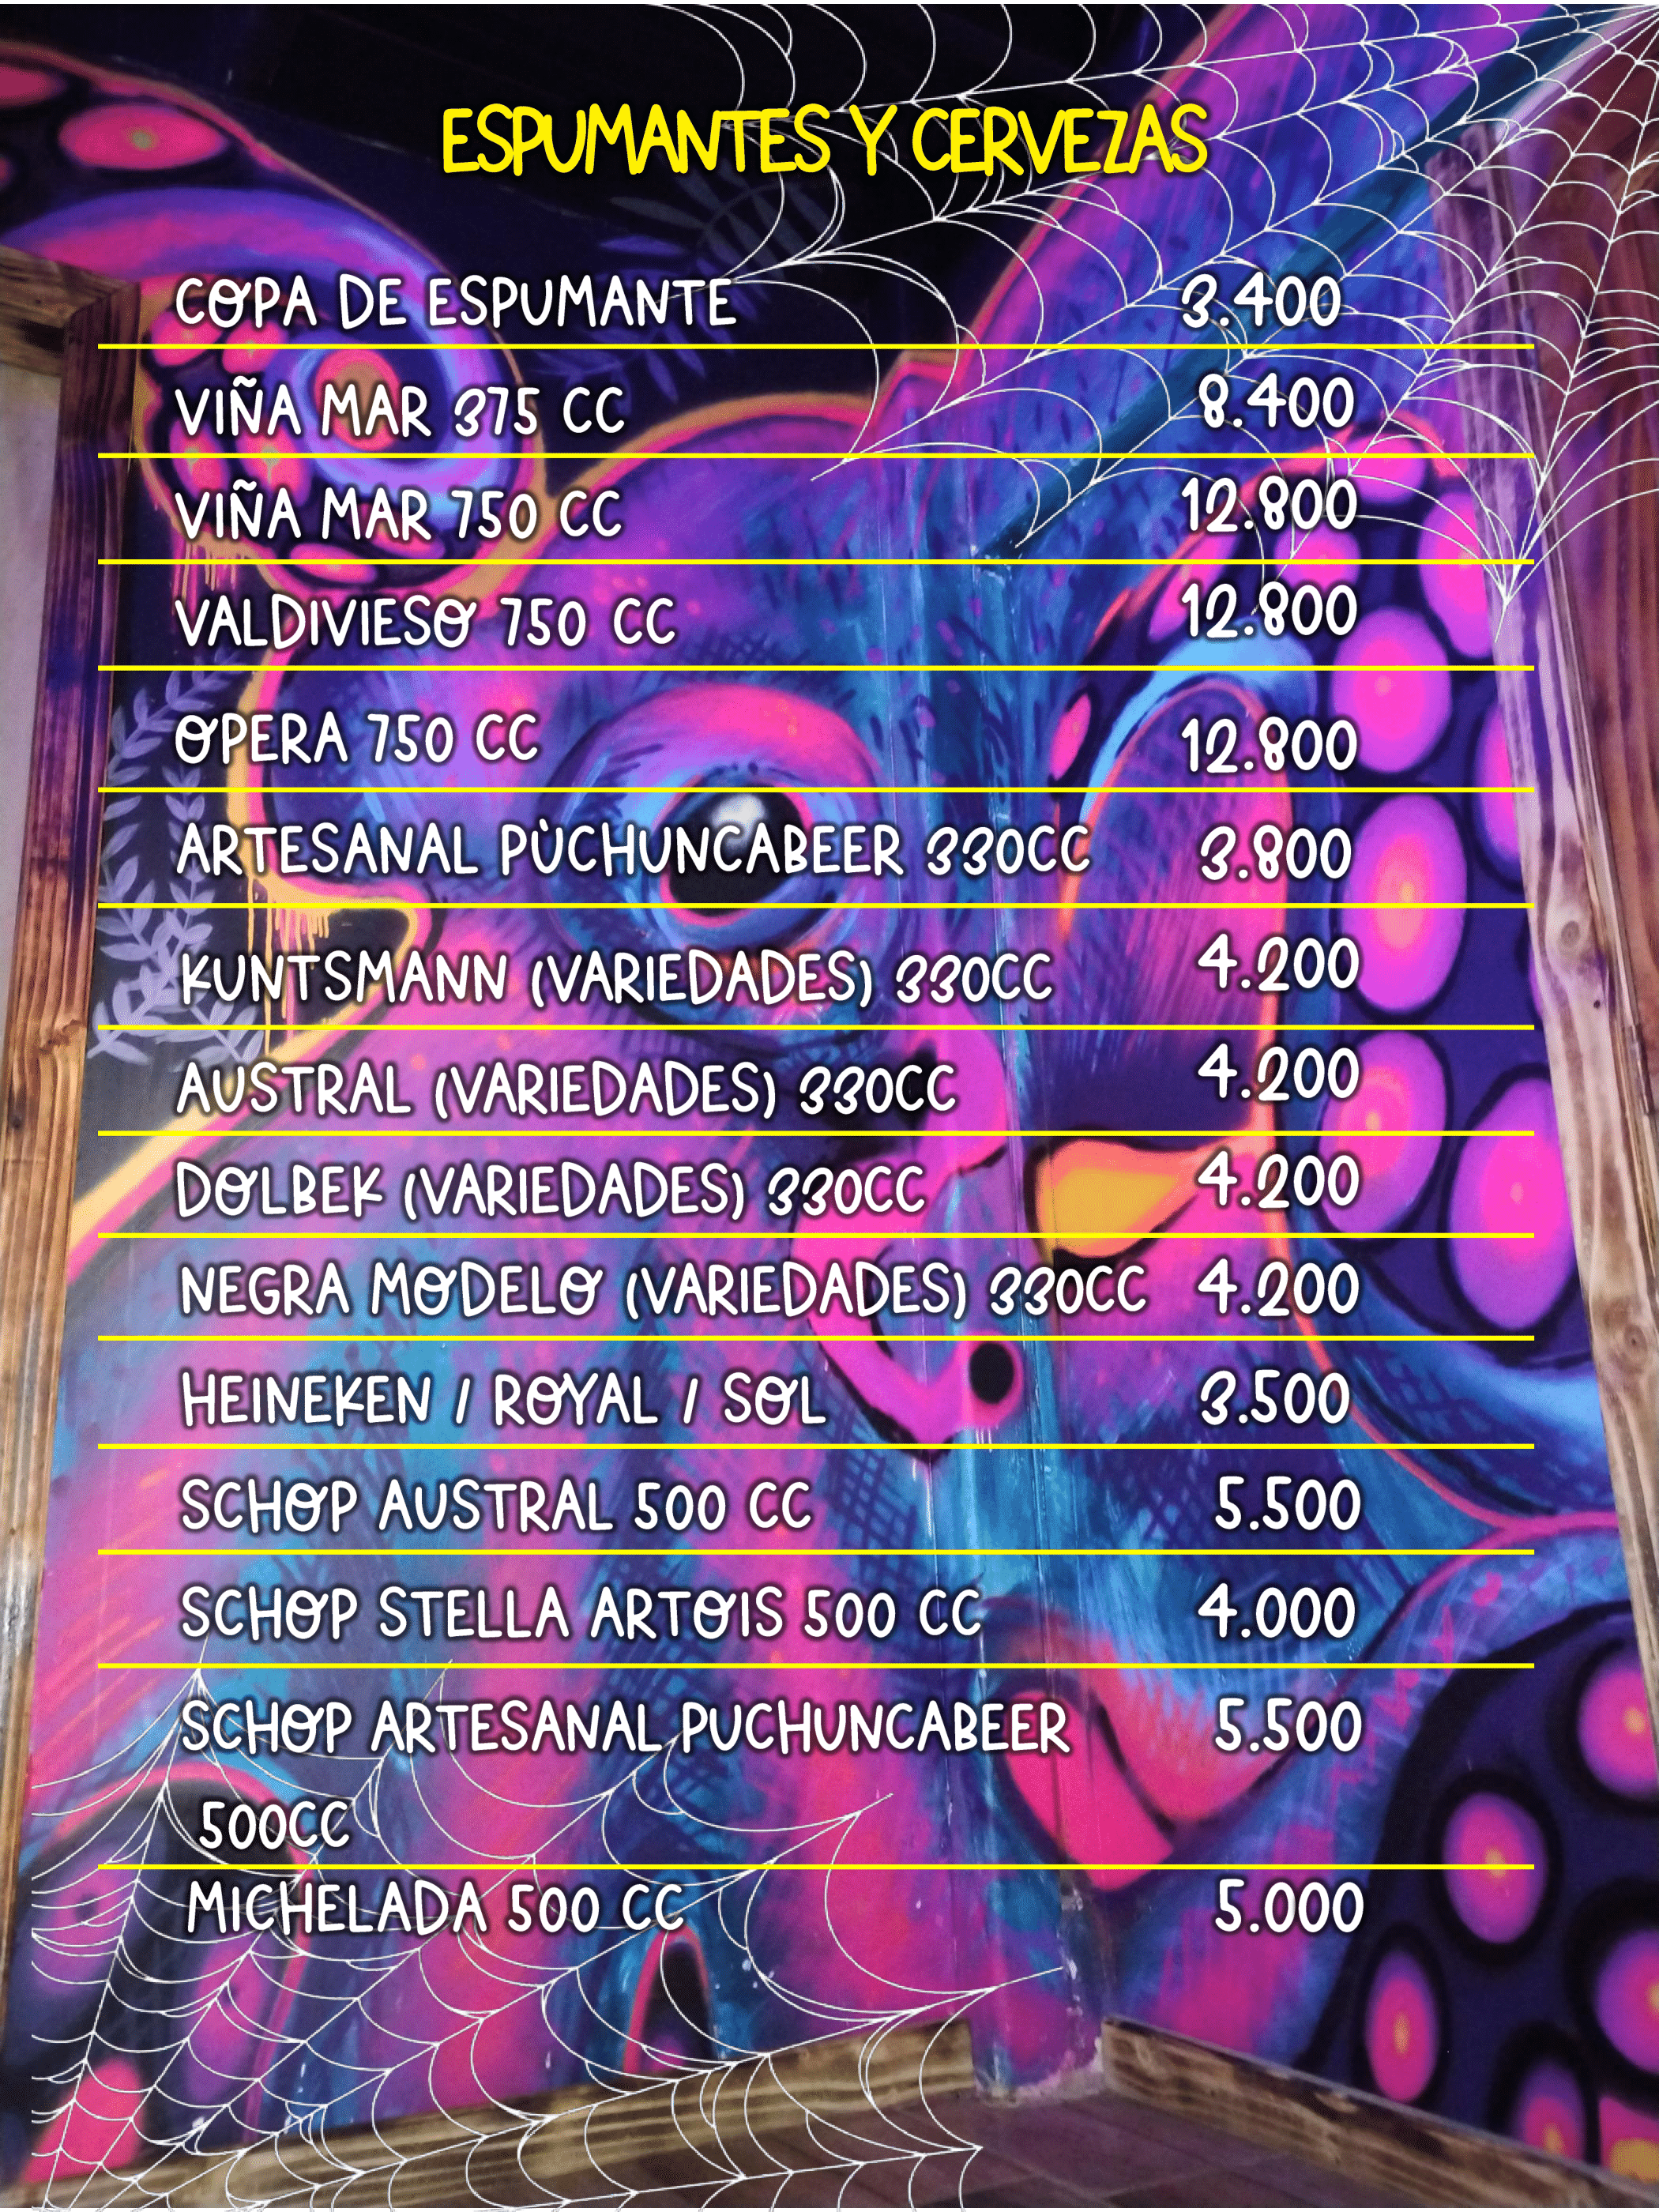 ESPUMANTES Y CERVEZAS
COPA DE ESPUMANTE 3.400
VIÑA MAR 375 CC 8.400
VIÑA MAR 750 CC 12.800
VALDIVIESO 750 CC 12.800
OPERA 750 CC 12.800
ARTESANAL PÙCHUNCABEER 330CC 3.800
KUNTSMANN (VARIEDADES) 330CC 4.200
AUSTRAL (VARIEDADES) 330CC 4.200
DOLBEK (VARIEDADES) 330CC 4.200
NEGRA MODELO (VARIEDADES) 330CC 4.200
HEINEKEN / ROYAL / SOL 3.500
SCHOP AUSTRAL 500 CC 5.500
SCHOP STELLA ARTOIS 500 CC 4.000
SCHOP ARTESANAL PUCHUNCABEER 5.500
500CC
MICHELADA 500 CC 5.000